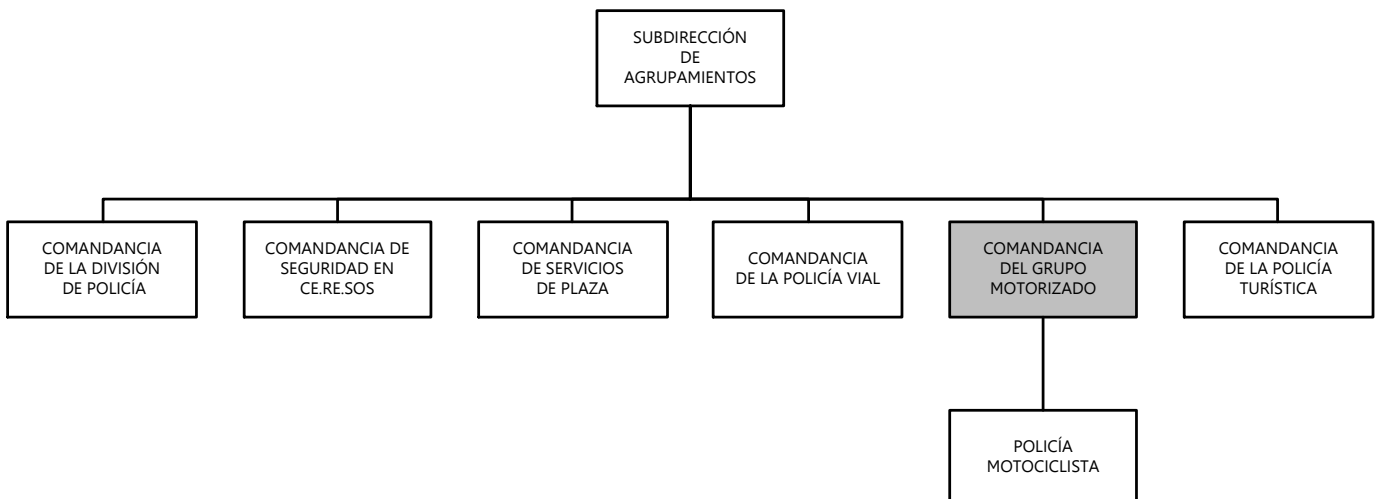 SUBDIRECCIÓN
DE
AGRUPAMIENTOS
COMANDANCIA
DE LA DIVISIÓN
DE POLICÍA
COMANDANCIA DE
SEGURIDAD EN
CE.RE.SOS
COMANDANCIA
DE SERVICIOS
DE PLAZA
COMANDANCIA
DE LA POLICÍA VIAL
COMANDANCIA
DEL GRUPO
MOTORIZADO
COMANDANCIA
DE LA POLICÍA
TURÍSTICA
POLICÍA
MOTOCICLISTA